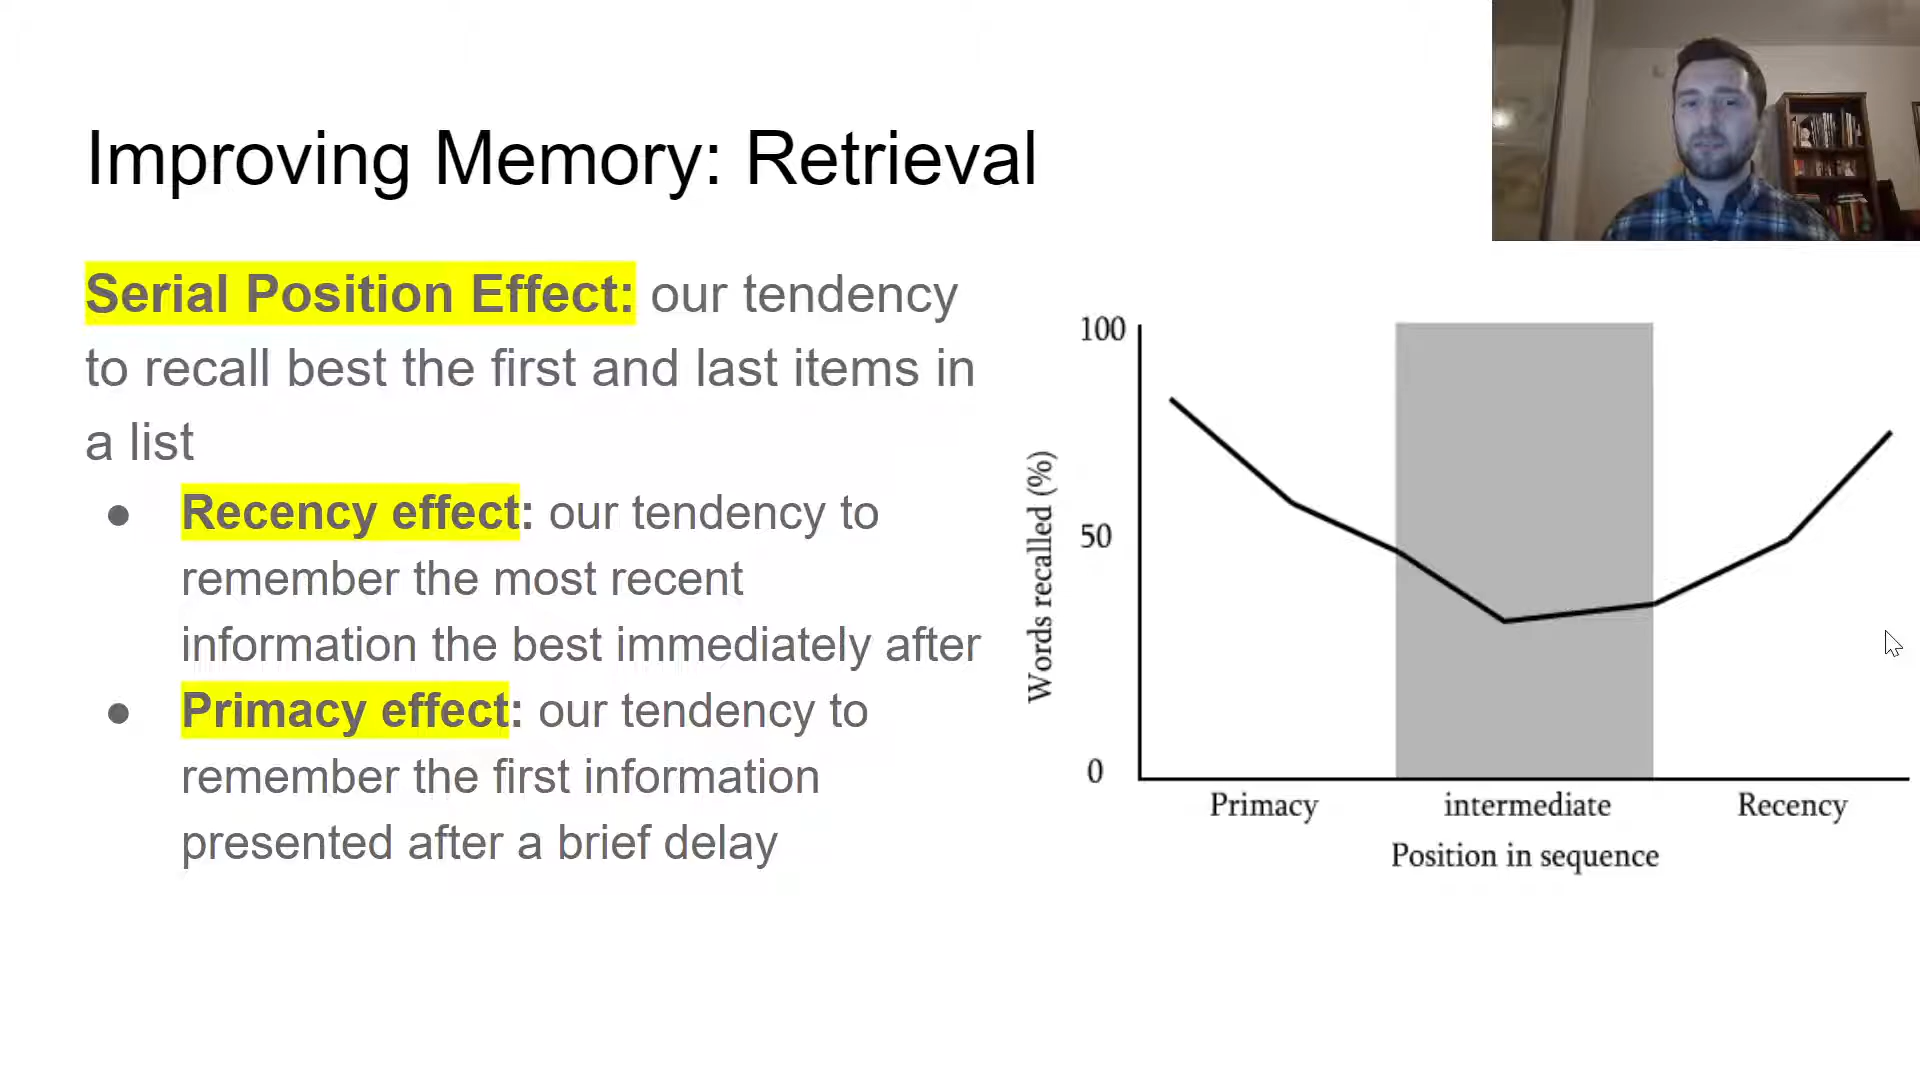 Improving Memory: Retrieval
Serial Position Effect: our tendency
to recall best the first and last items in
a list
● Recency effect: our tendency to
remember the most recent
information the best immediately after
● Primacy effect: our tendency to
remember the first information
presented after a brief delay
100
50
0
Words recalled (%)
Primacy intermediate Recency
Position in sequence